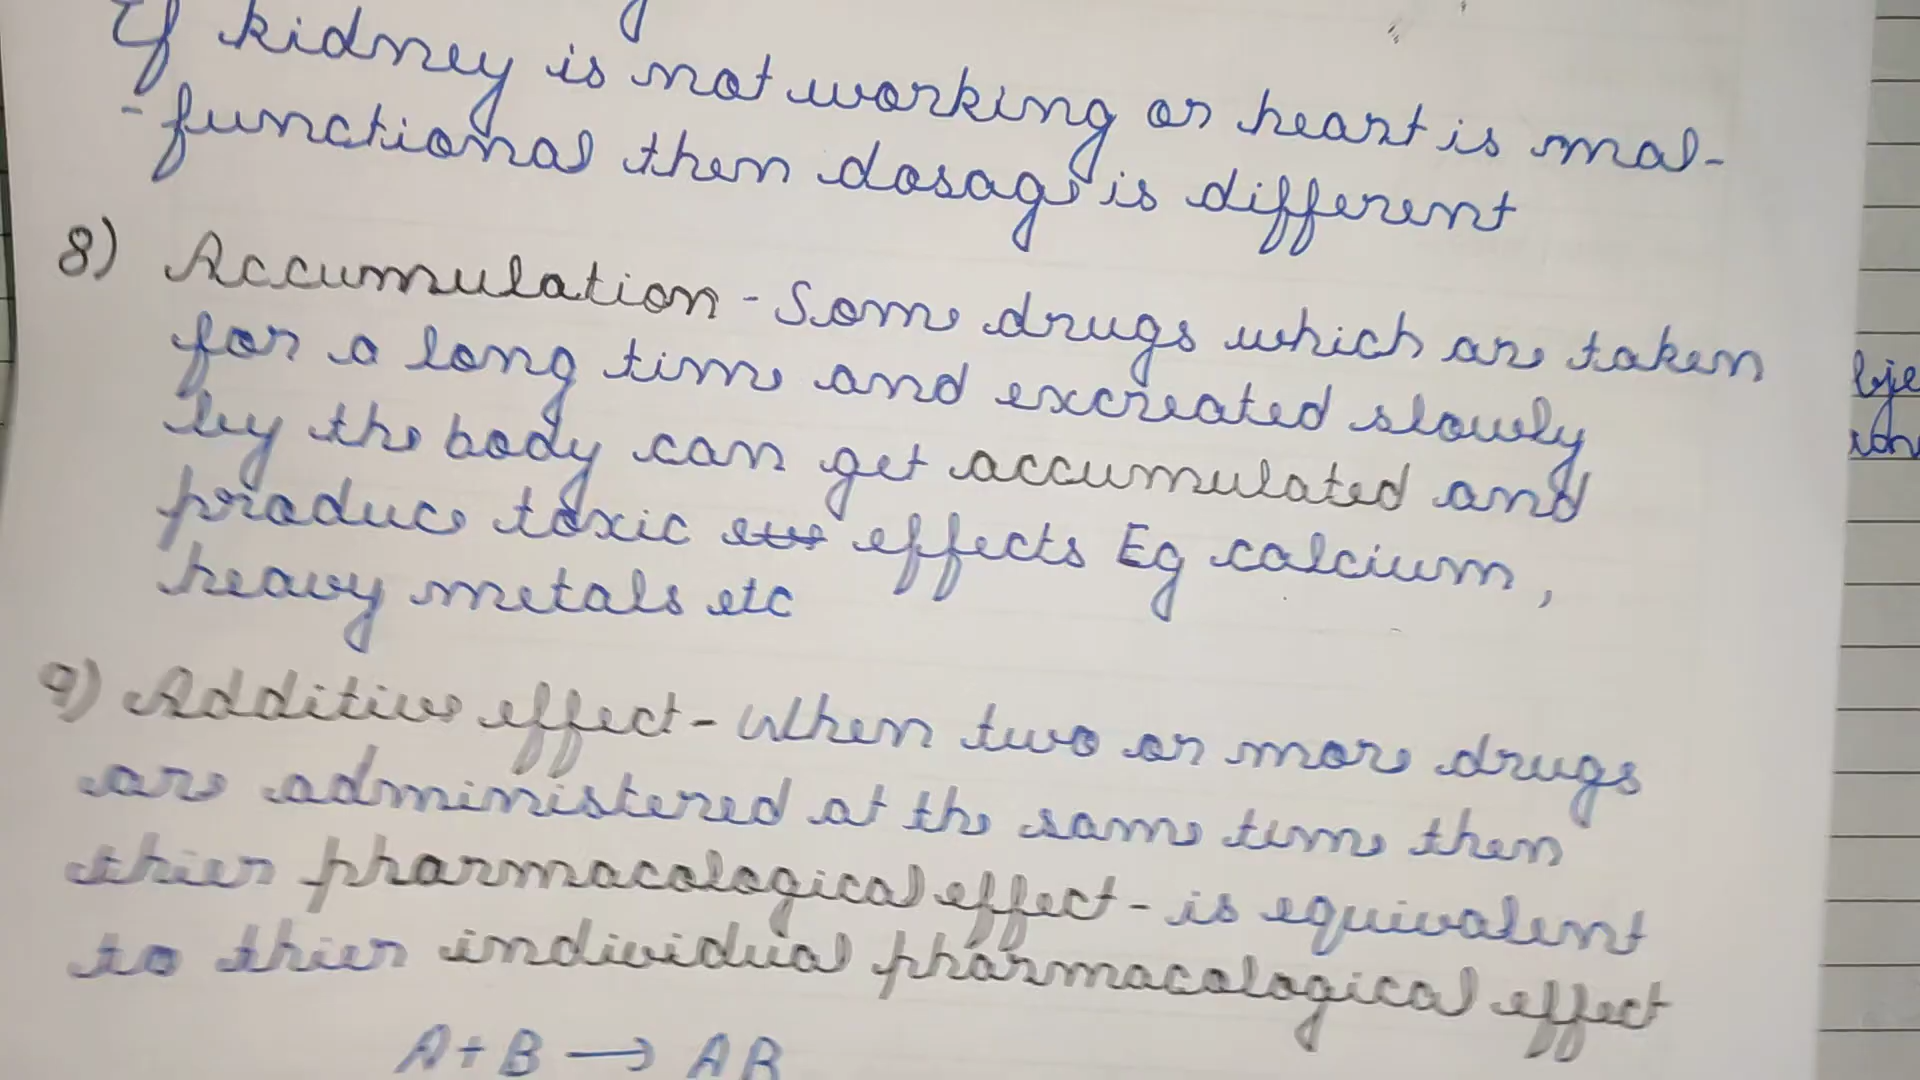 If kidney is not working or heart is mal-
-functional then dosage is different
8) Accumulation - Some drugs which are taken
for a long time and excreated slowly
by the body can get accumulated and
produce toxic effects Eg calcium,
heavy metals etc
9) Additive effect - When two or more drugs
are administered at the same time then
thier pharmacological effect - is equivalent
to thier individual pharmacological effect
A + B → AB